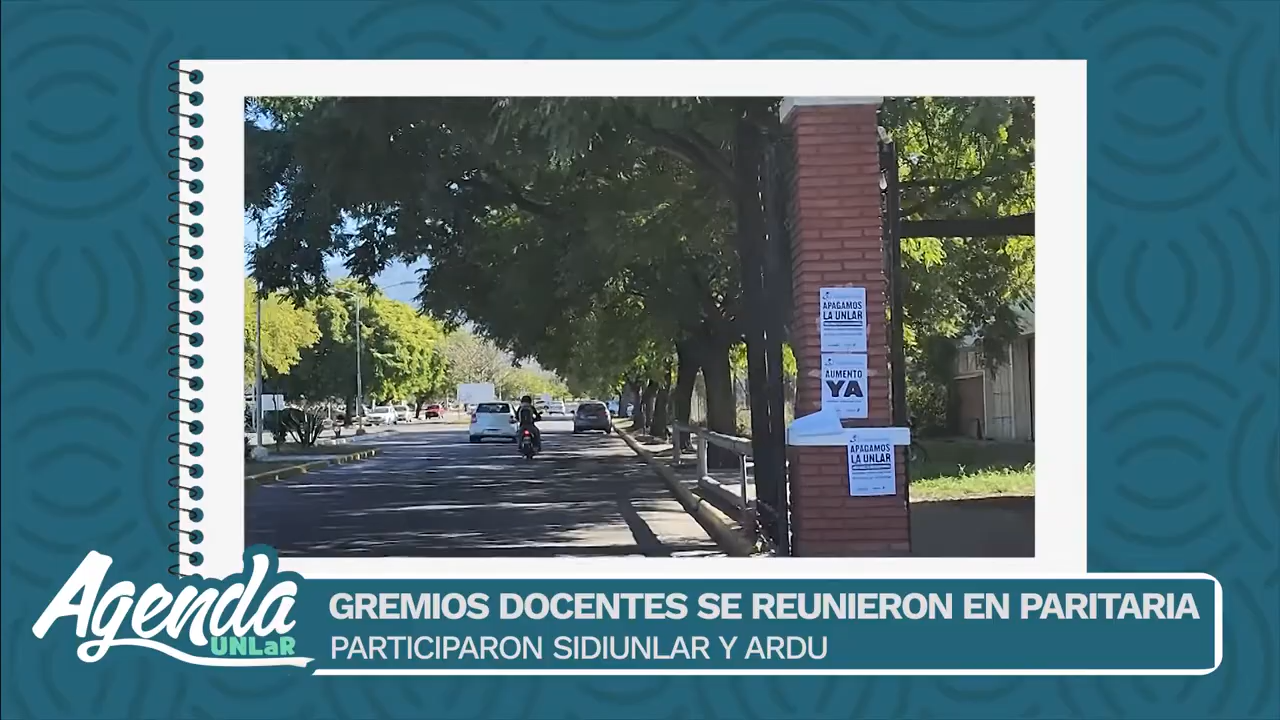 APAGAMOS
LA UNLAR
AUMENTO
YA
APAGAMOS
LA UNLAR
Agenda
UNLaR
GREMIOS DOCENTES SE REUNIERON EN PARITARIA
PARTICIPARON SIDIUNLAR Y ARDU